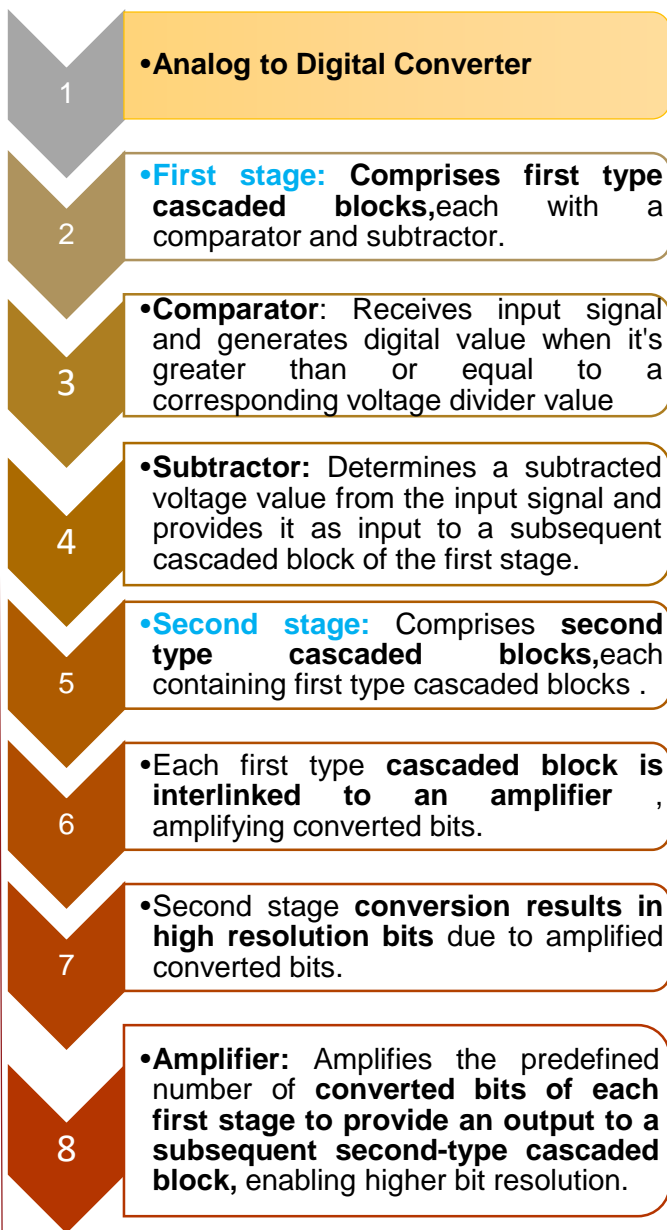 1
•Analog to Digital Converter
2
•First stage: Comprises first type
cascaded blocks,each with a
comparator and subtractor.
3
•Comparator: Receives input signal
and generates digital value when it's
greater than or equal to a
corresponding voltage divider value
4
•Subtractor: Determines a subtracted
voltage value from the input signal and
provides it as input to a subsequent
cascaded block of the first stage.
5
•Second stage: Comprises second
type cascaded blocks,each
containing first type cascaded blocks .
6
•Each first type cascaded block is
interlinked to an amplifier ,
amplifying converted bits.
7
•Second stage conversion results in
high resolution bits due to amplified
converted bits.
8
•Amplifier: Amplifies the predefined
number of converted bits of each
first stage to provide an output to a
subsequent second-type cascaded
block, enabling higher bit resolution.